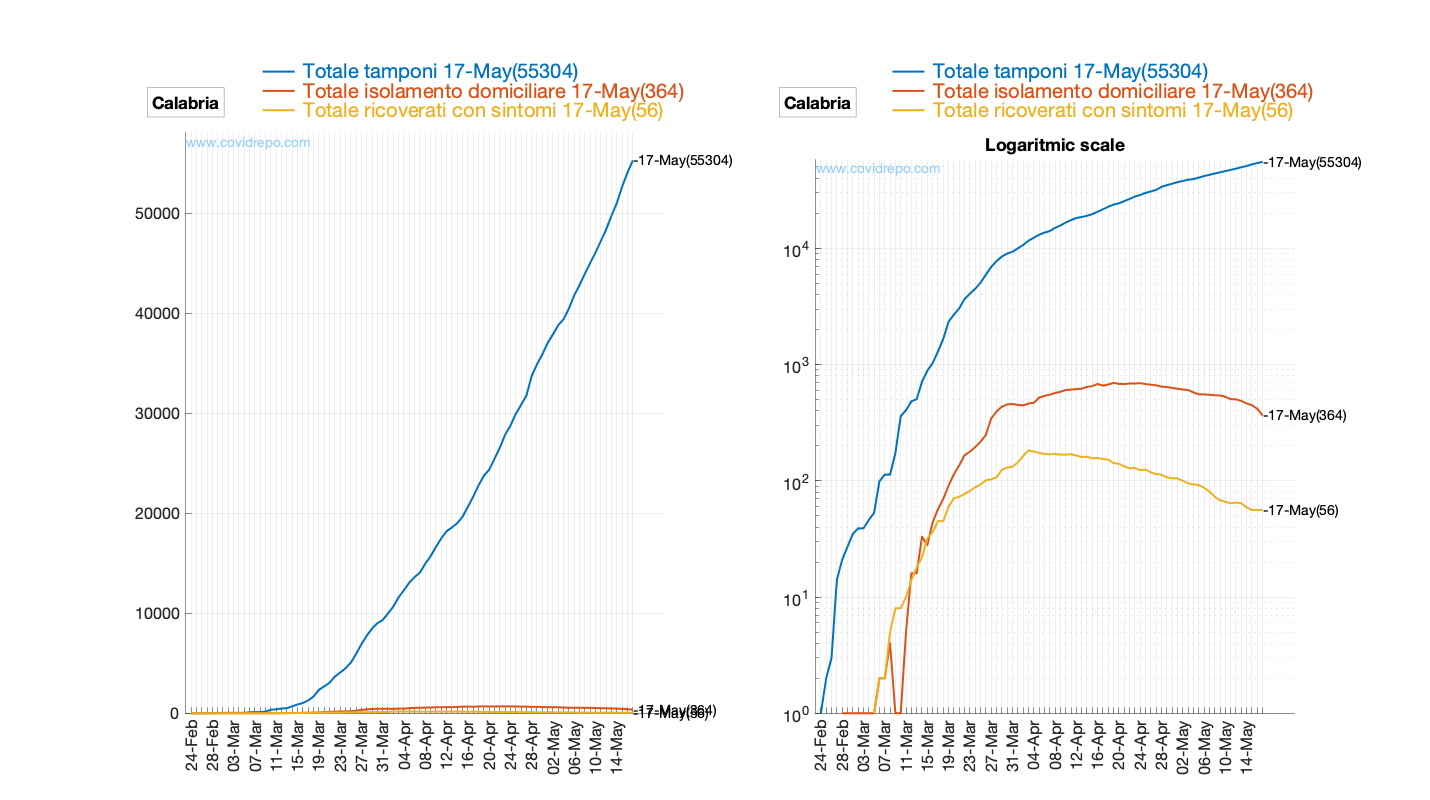 Totale tamponi 17-May(55304)
Totale isolamento domiciliare 17-May(364)
Totale ricoverati con sintomi 17-May(56)
Calabria
www.covidrepo.com
-17-May(55304)
50000
40000
30000
20000
10000
0
-17-May(364)
-17-May(56)
24-Feb
28-Feb
03-Mar
07-Mar
11-Mar
15-Mar
19-Mar
23-Mar
27-Mar
31-Mar
04-Apr
08-Apr
12-Apr
16-Apr
20-Apr
24-Apr
28-Apr
02-May
06-May
10-May
14-May
Totale tamponi 17-May(55304)
Totale isolamento domiciliare 17-May(364)
Totale ricoverati con sintomi 17-May(56)
Calabria
Logaritmic scale
www.covidrepo.com
-17-May(55304)
10^4
10^3
-17-May(364)
10^2
-17-May(56)
10^1
10^0
24-Feb
28-Feb
03-Mar
07-Mar
11-Mar
15-Mar
19-Mar
23-Mar
27-Mar
31-Mar
04-Apr
08-Apr
12-Apr
16-Apr
20-Apr
24-Apr
28-Apr
02-May
06-May
10-May
14-May